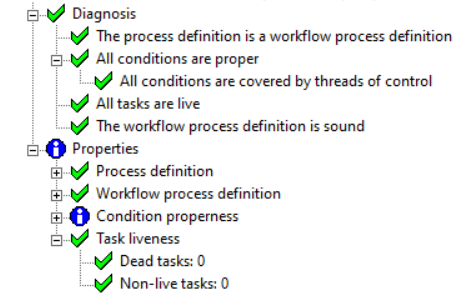 Diagnosis
The process definition is a workflow process definition
All conditions are proper
All conditions are covered by threads of control
All tasks are live
The workflow process definition is sound
Properties
Process definition
Workflow process definition
Condition properness
Task liveness
Dead tasks: 0
Non-live tasks: 0